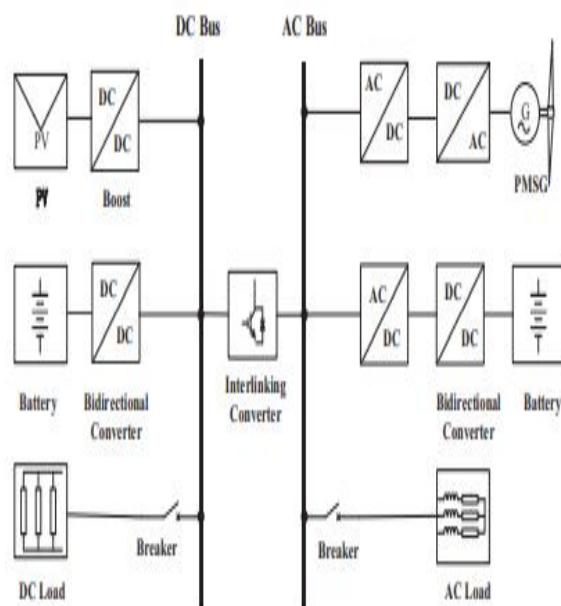 DC Bus
AC Bus
PV
DC
DC
AC
DC
DC
AC
G
PV
Boost
PMSG
DC
DC
AC
DC
DC
DC
Battery
Bidirectional
Converter
Interlinking
Converter
Bidirectional
Converter
Battery
Breaker
Breaker
DC Load
AC Load